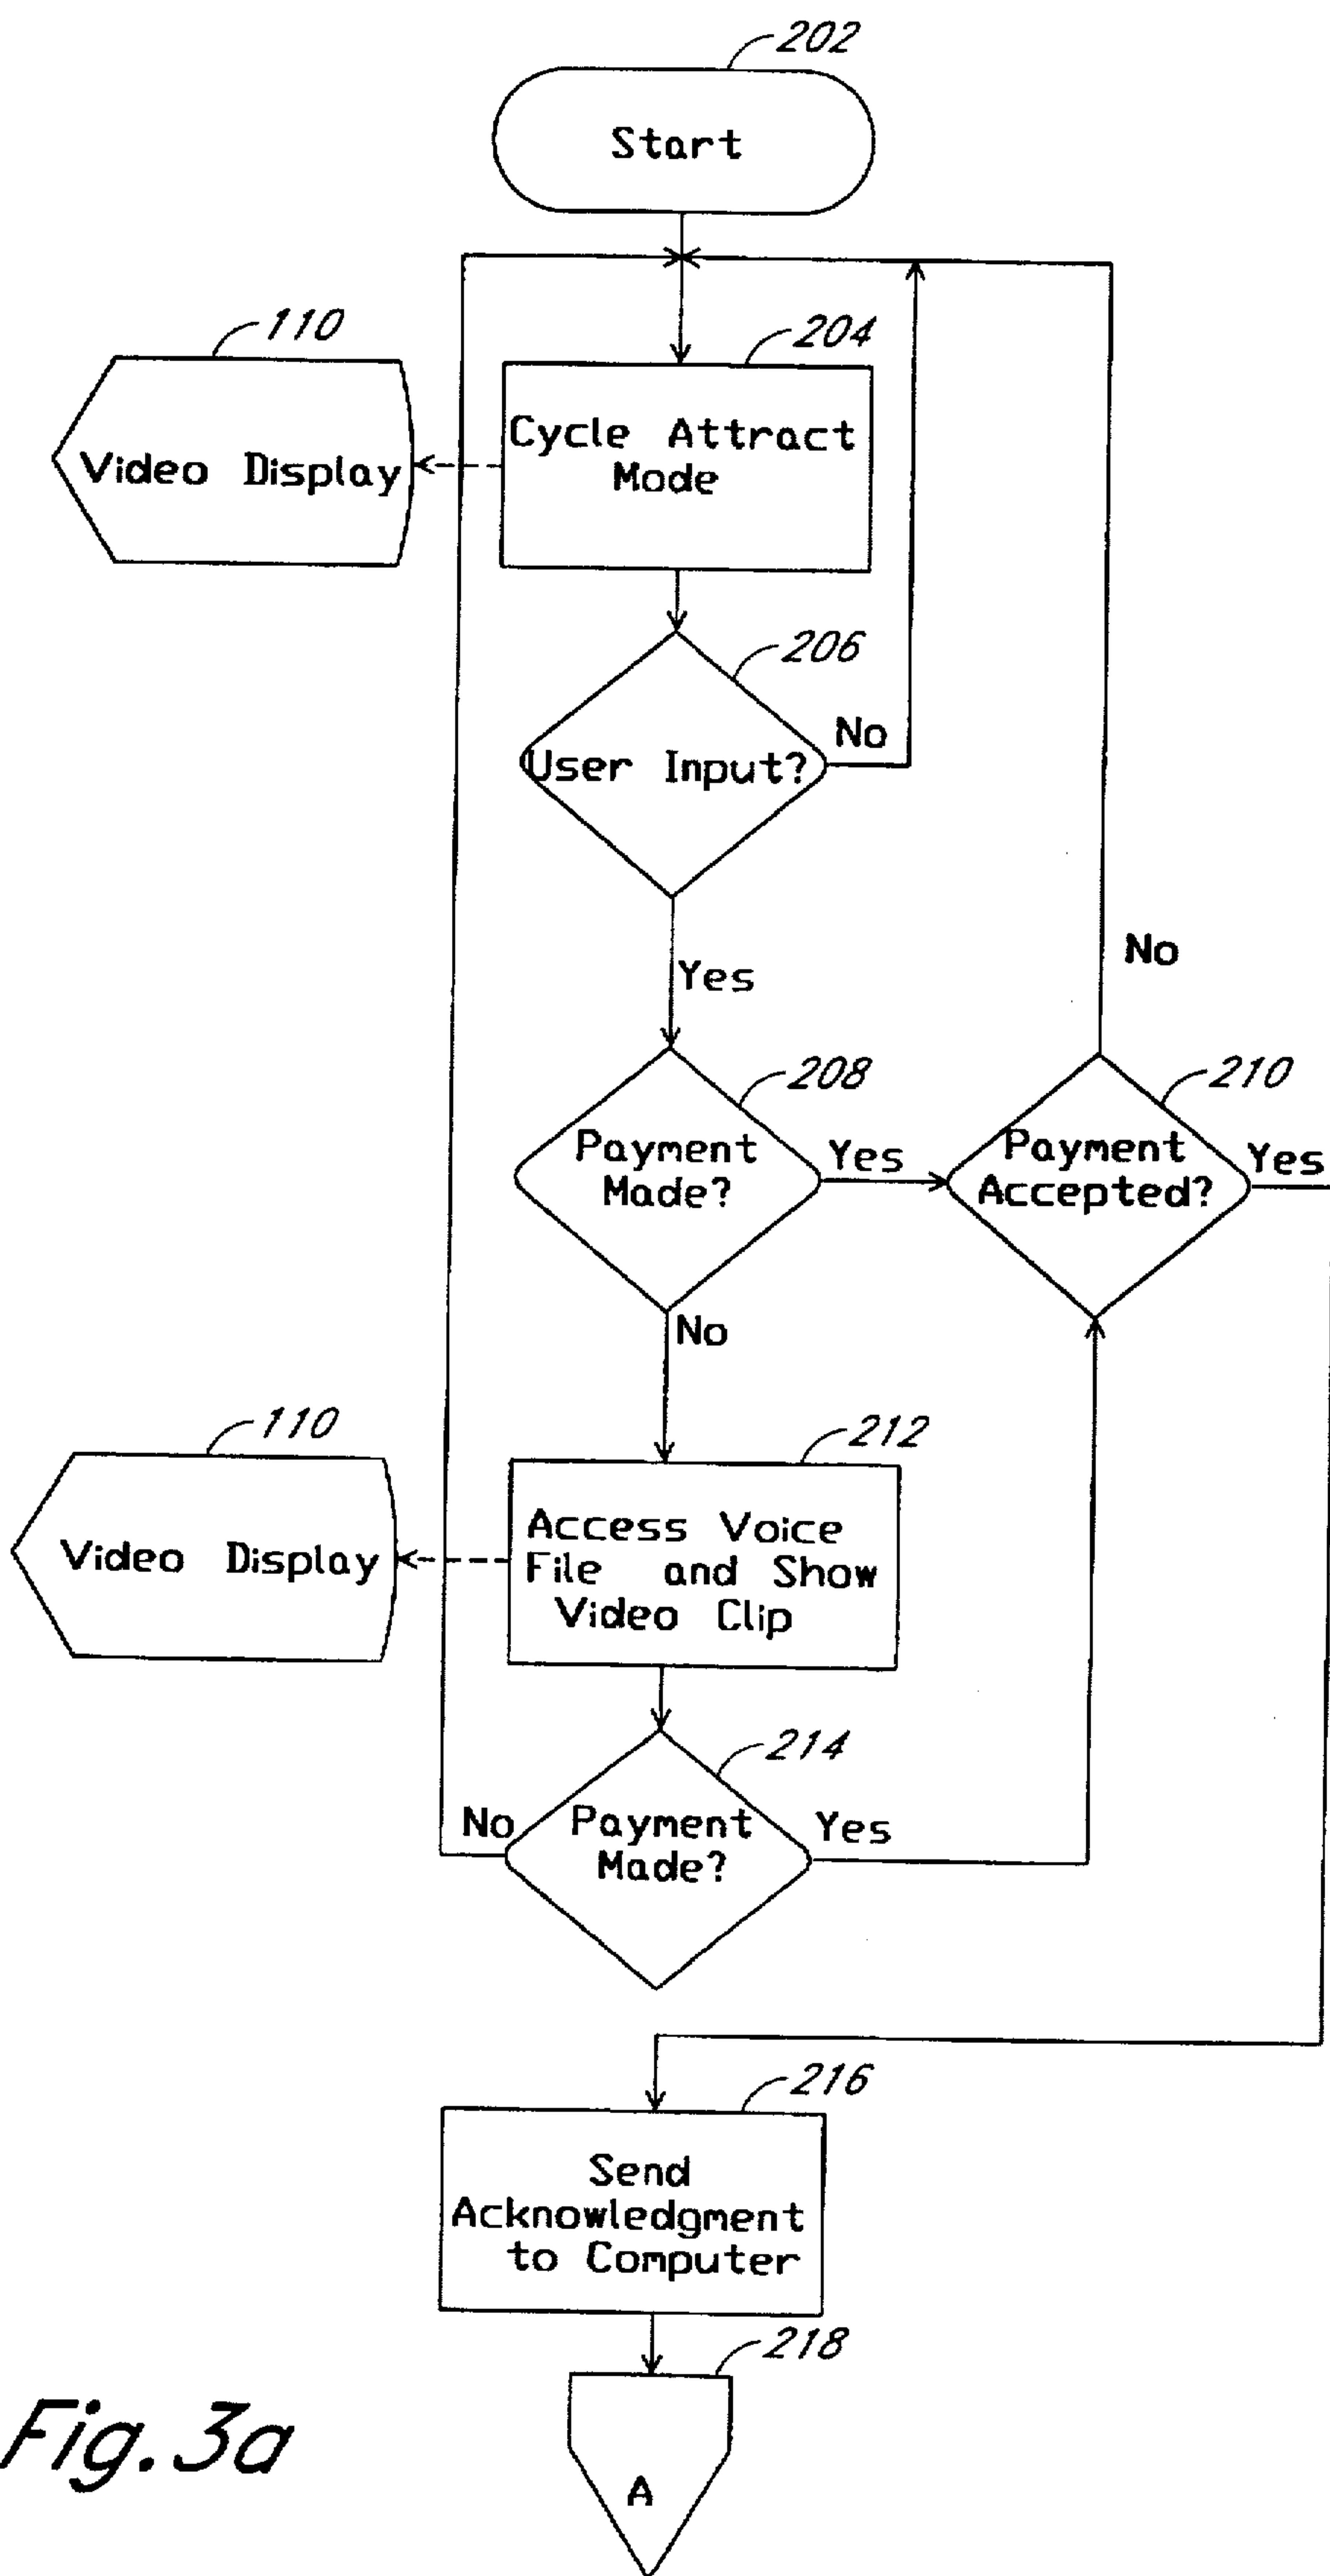 202
Start
110
204
Cycle Attract
Mode
Video Display
206
User Input?
No
Yes
No
208
210
Payment
Made?
Yes
Payment
Accepted?
Yes
No
110
212
Access Voice
File and Show
Video Clip
Video Display
214
No
Payment
Made?
Yes
216
Send
Acknowledgment
to Computer
218
A
Fig. 3a